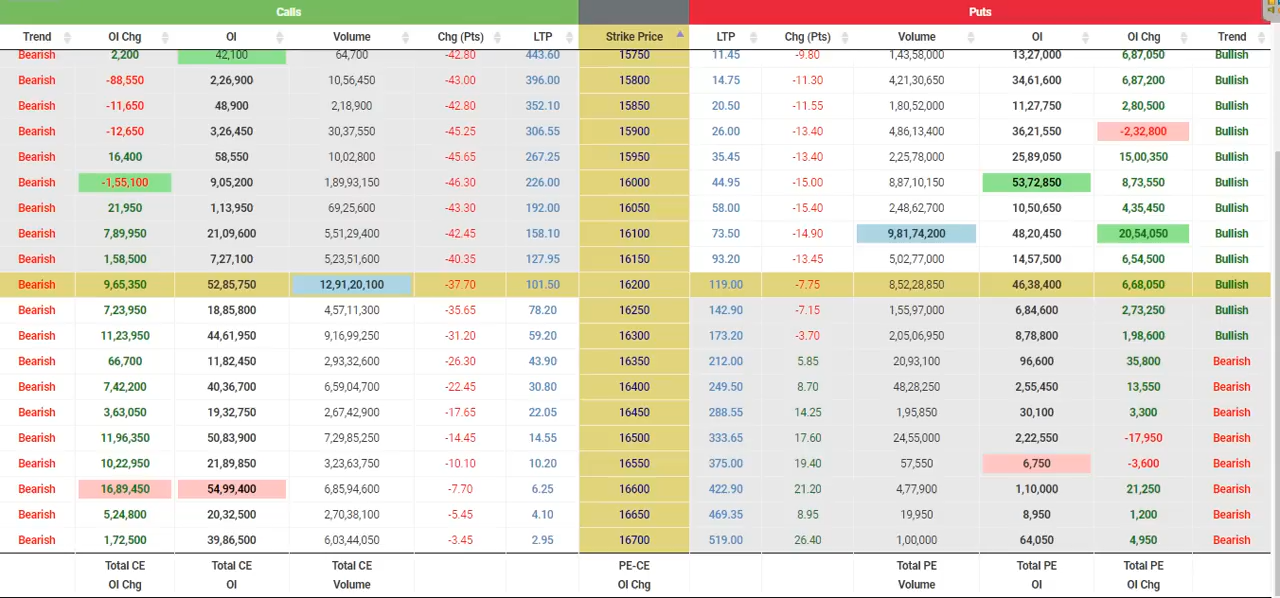 Calls Puts
Trend OI Chg OI Volume Chg (Pts) LTP Strike Price LTP Chg (Pts) Volume OI OI Chg Trend
Bearish 2,200 42,100 64,700 -42.80 443.60 15750 11.45 -9.80 1,43,58,000 13,27,000 6,87,050 Bullish
Bearish -88,550 2,26,900 10,56,450 -43.00 396.00 15800 14.75 -11.30 4,21,30,650 34,61,600 6,87,200 Bullish
Bearish -11,650 48,900 2,18,900 -42.80 352.10 15850 20.50 -11.55 1,80,52,000 11,27,750 2,80,500 Bullish
Bearish -12,650 3,26,450 30,37,550 -45.25 306.55 15900 26.00 -13.40 4,86,13,400 36,21,550 -2,32,800 Bullish
Bearish 16,400 58,550 10,02,800 -45.65 267.25 15950 35.45 -13.40 2,25,78,000 25,89,050 15,00,350 Bullish
Bearish -1,55,100 9,05,200 1,89,93,150 -46.30 226.00 16000 44.95 -15.00 8,87,10,150 53,72,850 8,73,550 Bullish
Bearish 21,950 1,13,950 69,25,600 -43.30 192.00 16050 58.00 -15.40 2,48,62,700 10,50,650 4,35,450 Bullish
Bearish 7,89,950 21,09,600 5,51,29,400 -42.45 158.10 16100 73.50 -14.90 9,81,74,200 48,20,450 20,54,050 Bullish
Bearish 1,58,500 7,27,100 5,23,51,600 -40.35 127.95 16150 93.20 -13.45 5,02,77,000 14,57,500 6,54,500 Bullish
Bearish 9,65,350 52,85,750 12,91,20,100 -37.70 101.50 16200 119.00 -7.75 8,52,28,850 46,38,400 6,68,050 Bullish
Bearish 7,23,950 18,85,800 4,57,11,300 -35.65 78.20 16250 142.90 -7.15 1,55,97,000 6,84,600 2,73,250 Bullish
Bearish 11,23,950 44,61,950 9,16,99,250 -31.20 59.20 16300 173.20 -3.70 2,05,06,950 8,78,800 1,98,600 Bullish
Bearish 66,700 11,82,450 2,93,32,600 -26.30 43.90 16350 212.00 5.85 20,93,100 96,600 35,800 Bearish
Bearish 7,42,200 40,36,700 6,59,04,700 -22.45 30.80 16400 249.50 8.70 48,28,250 2,55,450 13,550 Bearish
Bearish 3,63,050 19,32,750 2,67,42,900 -17.65 22.05 16450 288.55 14.25 1,95,850 30,100 3,300 Bearish
Bearish 11,96,350 50,83,900 7,29,85,250 -14.45 14.55 16500 333.65 17.60 24,55,000 2,22,550 -17,950 Bearish
Bearish 10,22,950 21,89,850 3,23,63,750 -10.10 10.20 16550 375.00 19.40 57,550 6,750 -3,600 Bearish
Bearish 16,89,450 54,99,400 6,85,94,600 -7.70 6.25 16600 422.90 21.20 4,77,900 1,10,000 21,250 Bearish
Bearish 5,24,800 20,32,500 2,70,38,100 -5.45 4.10 16650 469.35 8.95 19,950 8,950 1,200 Bearish
Bearish 1,72,500 39,86,500 6,03,44,050 -3.45 2.95 16700 519.00 26.40 1,00,000 64,050 4,950 Bearish
Total CE Total CE Total CE PE-CE Total PE Total PE Total PE
OI Chg OI Volume OI Chg Volume OI OI Chg